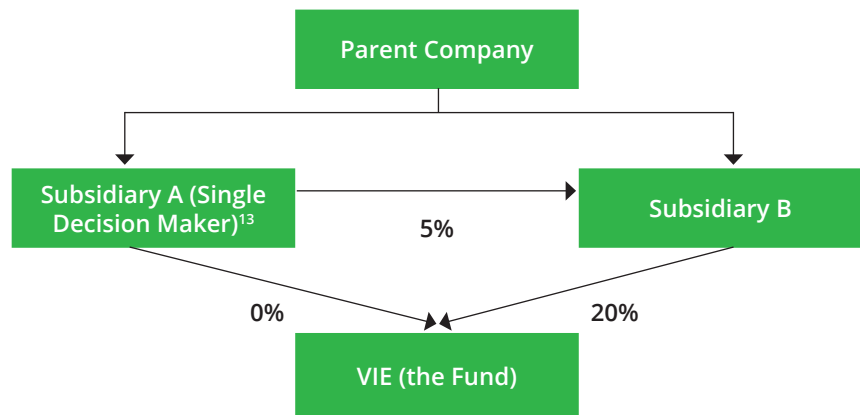 Parent Company
Subsidiary A (Single
Decision Maker)¹³
5%
Subsidiary B
0%
20%
VIE (the Fund)